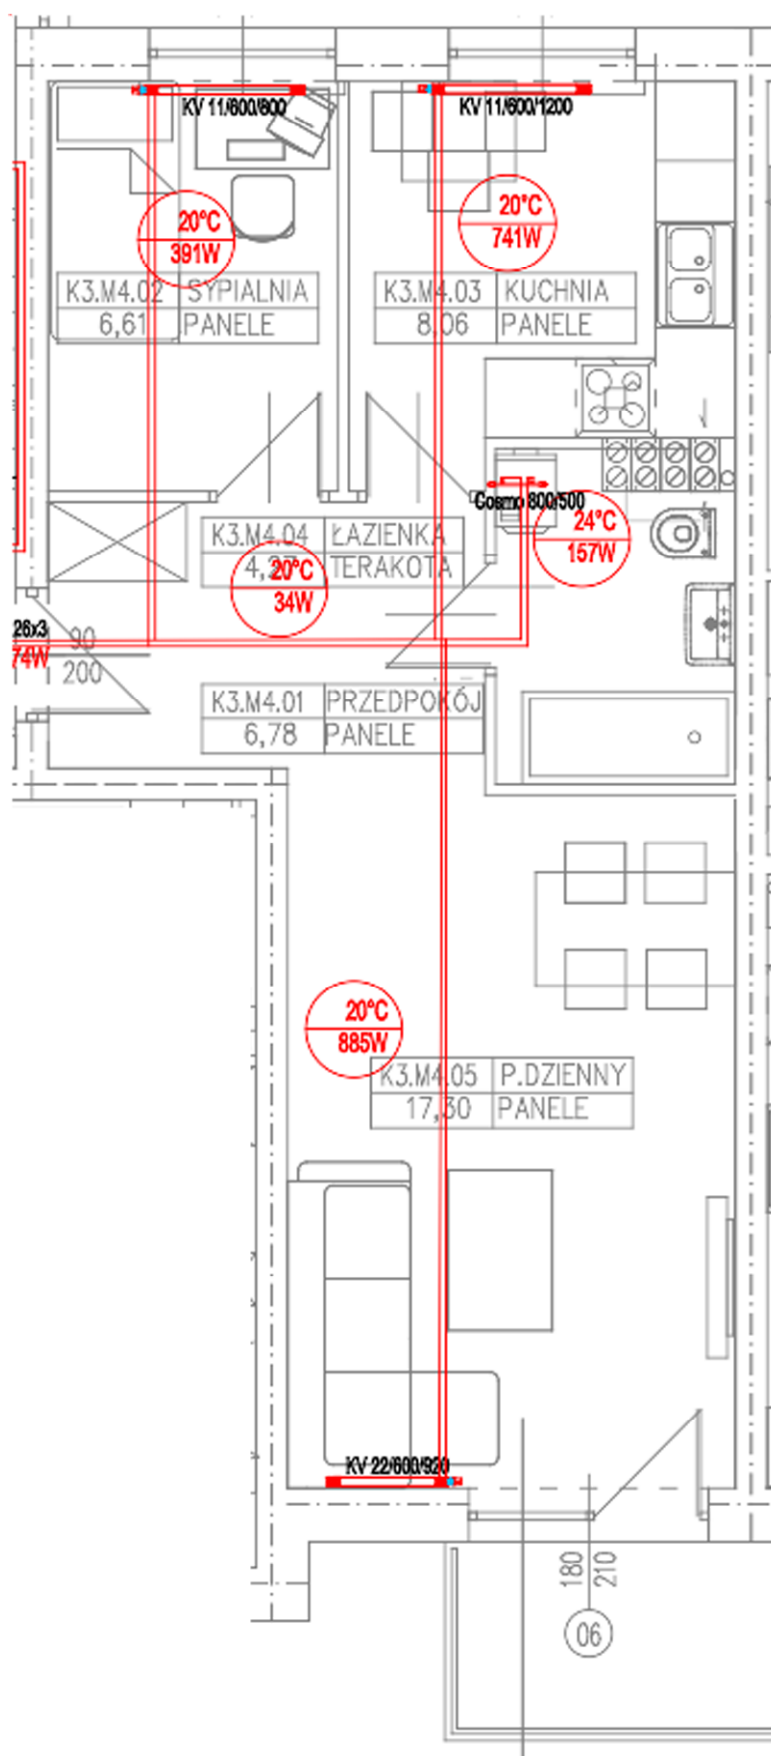 KV 11/600/800
KV 11/600/1200
20°C
391W
20°C
741W
K3.M4.02 SYPIALNIA
6,61 PANELE
K3.M4.03 KUCHNIA
8,06 PANELE
Cosmo 800/500
24°C
157W
K3.M4.04 ŁAZIENKA
4,27 TERAKOTA
20°C
34W
26x3
74W
90
200
K3.M4.01 PRZEDPOKÓJ
6,78 PANELE
20°C
885W
K3.M4.05 P.DZIENNY
17,30 PANELE
KV 22/600/920
180
210
06